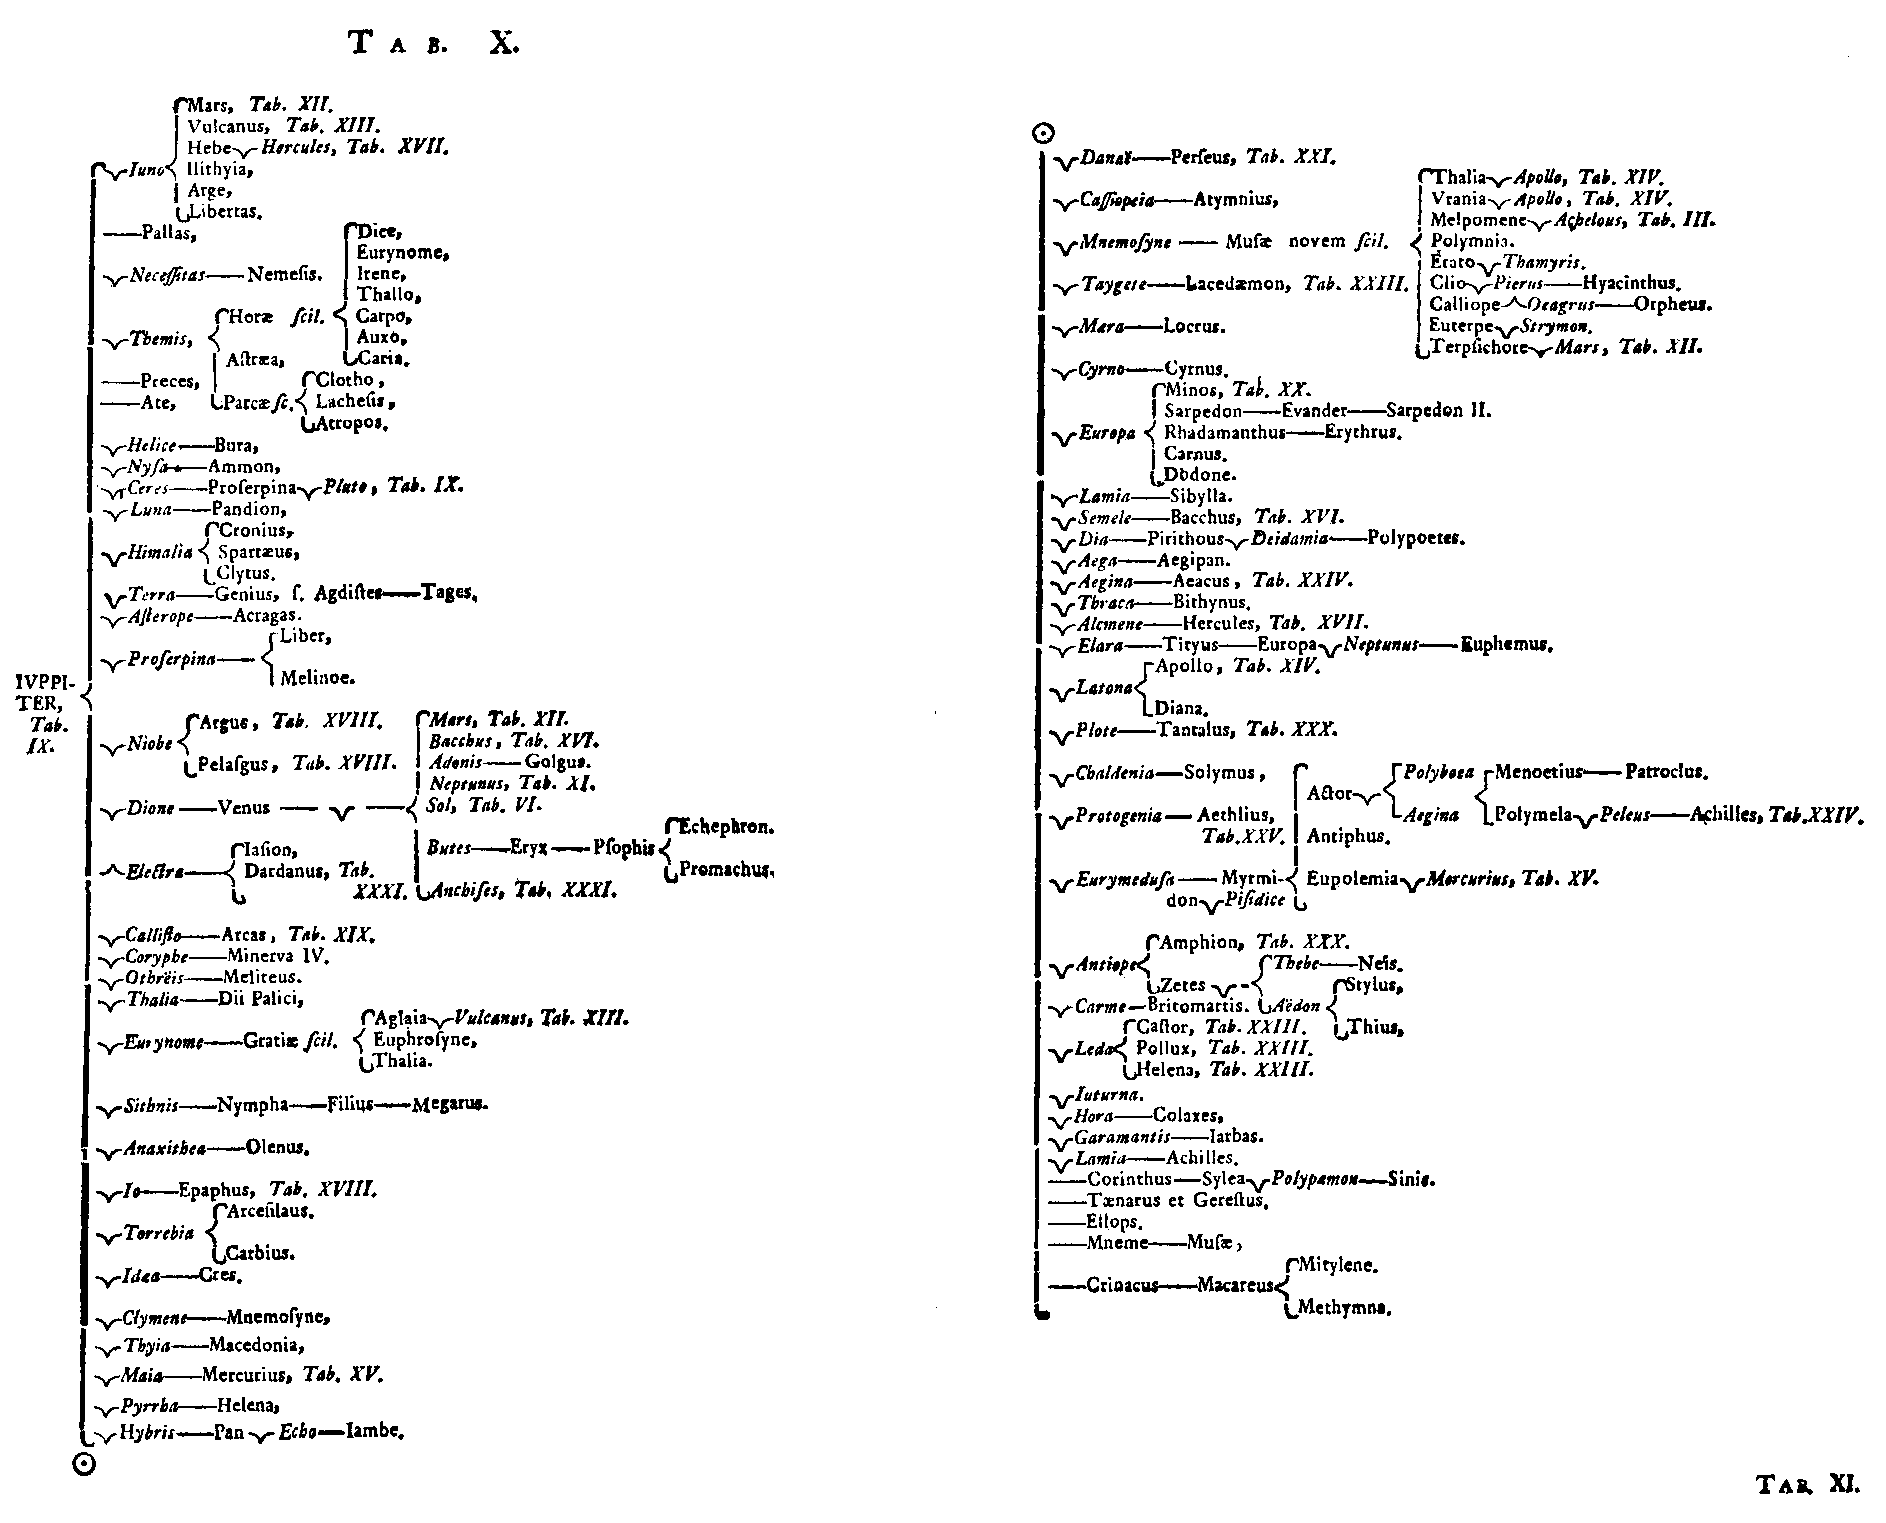 TAB. X.
Mars, Tab. XII.
Vulcanus, Tab. XIII.
Hebe Hercules, Tab. XVII.
Iuno Ilithyia,
Arge,
Libertas.
Pallas,
Dice,
Eurynome,
Necessitas Nemesis. Irene,
Thallo,
Horæ scil. Carpo,
Themis, Auxo,
Astræa, Caria.
Preces, Clotho,
Ate, Parcæ sc. Lachesis,
Atropos.
Helice Bura,
Nysa Ammon,
Ceres Proserpina Pluto, Tab. IX.
Luna Pandion,
Cronius,
Himalia Spartæus,
Clytus.
Terra Genius, s. Agdistes Tages.
Asterope Acragas.
Liber,
Proserpina
Melinoe.
IVPPI-
TER,
Tab.
IX.
Argus, Tab. XVIII. Mars, Tab. XII.
Niobe Bacchus, Tab. XVI.
Pelasgus, Tab. XVIII. Adonis Golgus.
Neptunus, Tab. XI.
Dione Venus Sol, Tab. VI.
Echephron.
Iasion, Butes Eryx Psophis
Electra Dardanus, Tab. Promachus.
XXXI. Anchises, Tab. XXXI.
Callisto Arcas, Tab. XIX.
Coryphe Minerva IV.
Othrëis Meliteus.
Thalia Dii Palici,
Aglaia Vulcanus, Tab. XIII.
Eurynome Gratiæ scil. Euphrosyne,
Thalia.
Sithnis Nympha Filius Megarus.
Anaxithea Olenus.
Io Epaphus, Tab. XVIII.
Arcesilaus.
Torrebia
Carbius.
Idea Cres.
Clymene Mnemosyne,
Thyia Macedonia,
Maia Mercurius, Tab. XV.
Pyrrha Helena,
Hybris Pan Echo Iambe.
Danaë Perseus, Tab. XXI.
Thalia Apollo, Tab. XIV.
Cassiopeia Atymnius, Vrania Apollo, Tab. XIV.
Melpomene Achelous, Tab. III.
Mnemosyne Musæ novem scil. Polymnia.
Erato Thamyris.
Taygete Lacedæmon, Tab. XXIII. Clio Pierus Hyacinthus.
Calliope Oeagrus Orpheus.
Mæra Locrus. Euterpe Strymon.
Terpsichore Mars, Tab. XII.
Cyrno Cyrnus.
Minos, Tab. XX.
Sarpedon Evander Sarpedon II.
Europa Rhadamanthus Erythrus.
Carnus.
Dodone.
Lamia Sibylla.
Semele Bacchus, Tab. XVI.
Dia Pirithous Deidamia Polypoetes.
Aega Aegipan.
Aegina Aeacus, Tab. XXIV.
Thraca Bithynus.
Alcmene Hercules, Tab. XVII.
Elara Tityus Europa Neptunus Euphemus.
Apollo, Tab. XIV.
Latona
Diana.
Plote Tantalus, Tab. XXX.
Chaldenia Solymus, Polyboea Menoetius Patroclus.
Actor
Protogenia Aethlius, Aegina Polymela Peleus Achilles, Tab. XXIV.
Tab. XXV. Antiphus.
Eurymedusa Myrmi- Eupolemia Mercurius, Tab. XV.
don Pisidice
Amphion, Tab. XXX.
Antiope Thebe Neis.
Zetes Stylus,
Carme Britomartis. Aëdon
Castor, Tab. XXIII. Thius,
Leda Pollux, Tab. XXIII.
Helena, Tab. XXIII.
Iuturna.
Hora Colaxes,
Garamantis Iarbas.
Lamia Achilles.
Corinthus Sylea Polypemon Sinis.
Tænarus et Gerestus,
Ellops.
Mneme Musæ,
Mitylene.
Crinacus Macareus
Methymna.
TAB. XI.